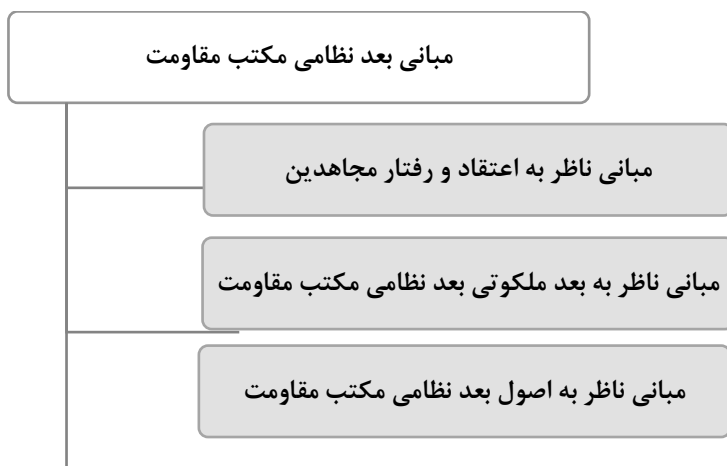 مبانی بعد نظامی مکتب مقاومت
مبانی ناظر به اعتقاد و رفتار مجاهدین
مبانی ناظر به بعد ملکوتی بعد نظامی مکتب مقاومت
مبانی ناظر به اصول بعد نظامی مکتب مقاومت